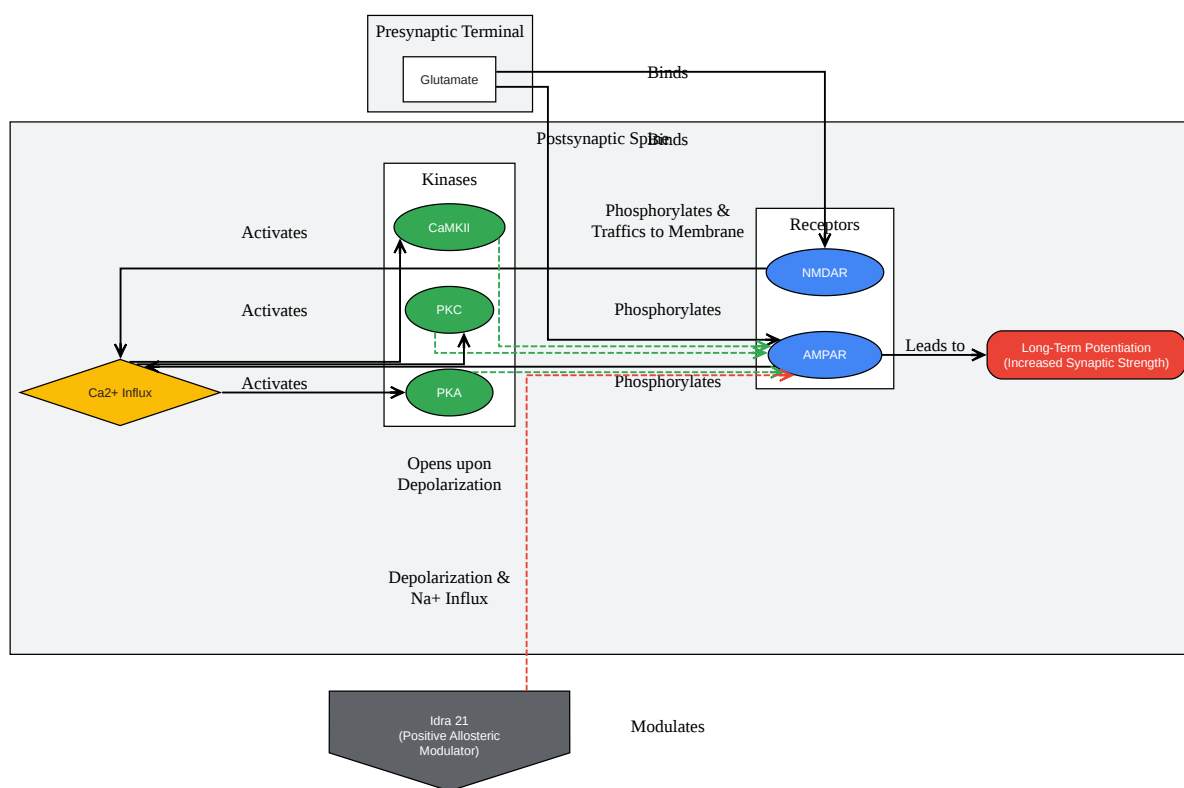 Presynaptic Terminal
Glutamate
Binds
Postsynaptic Spine
Binds
Kinases
CaMKII
Phosphorylates &
Traffics to Membrane
Receptors
Activates
NMDAR
PKC
Activates
Phosphorylates
AMPAR
Leads to
Long-Term Potentiation
(Increased Synaptic Strength)
Ca2+ Influx
Activates
PKA
Phosphorylates
Opens upon
Depolarization
Depolarization &
Na+ Influx
Idra 21
(Positive Allosteric
Modulator)
Modulates